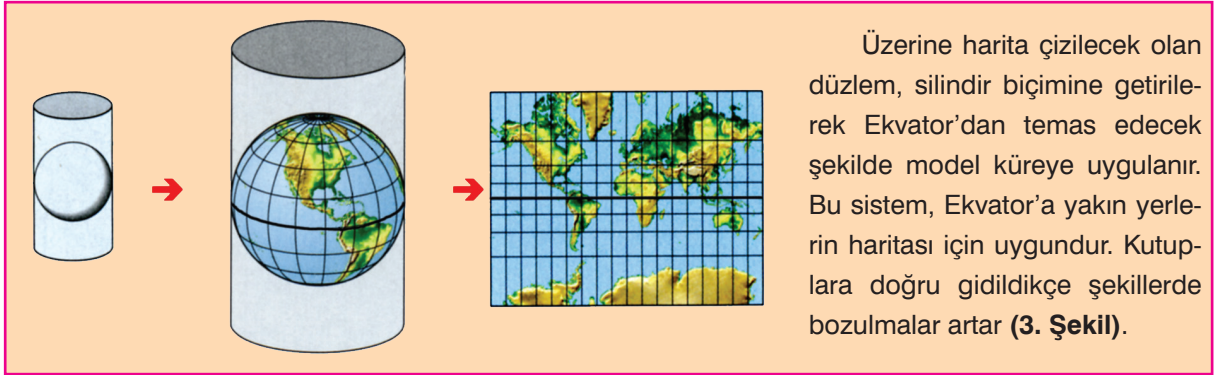 Üzerine harita çizilecek olan
düzlem, silindir biçimine getirile-
rek Ekvator’dan temas edecek
şekilde model küreye uygulanır.
Bu sistem, Ekvator’a yakın yerle-
rin haritası için uygundur. Kutup-
lara doğru gidildikçe şekillerde
bozulmalar artar (3. Şekil).